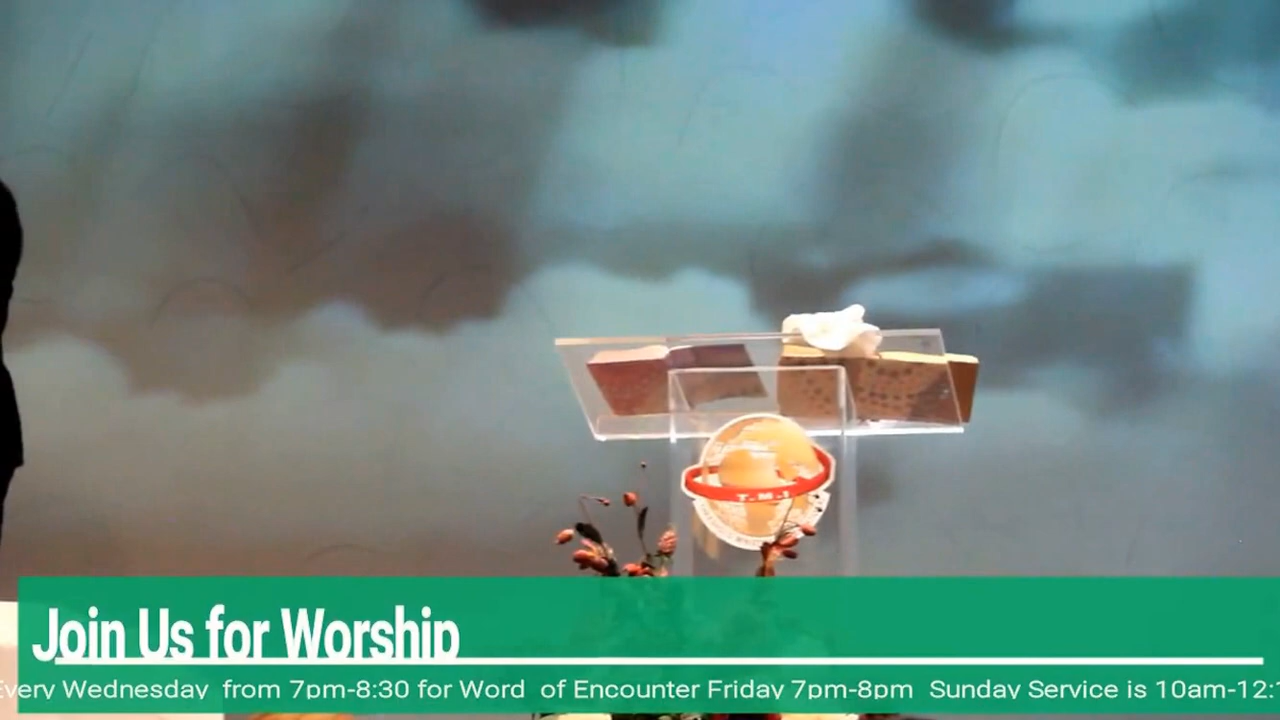 T.M.I
Join Us for Worship
Every Wednesday from 7pm-8:30 for Word of Encounter Friday 7pm-8pm Sunday Service is 10am-12:1